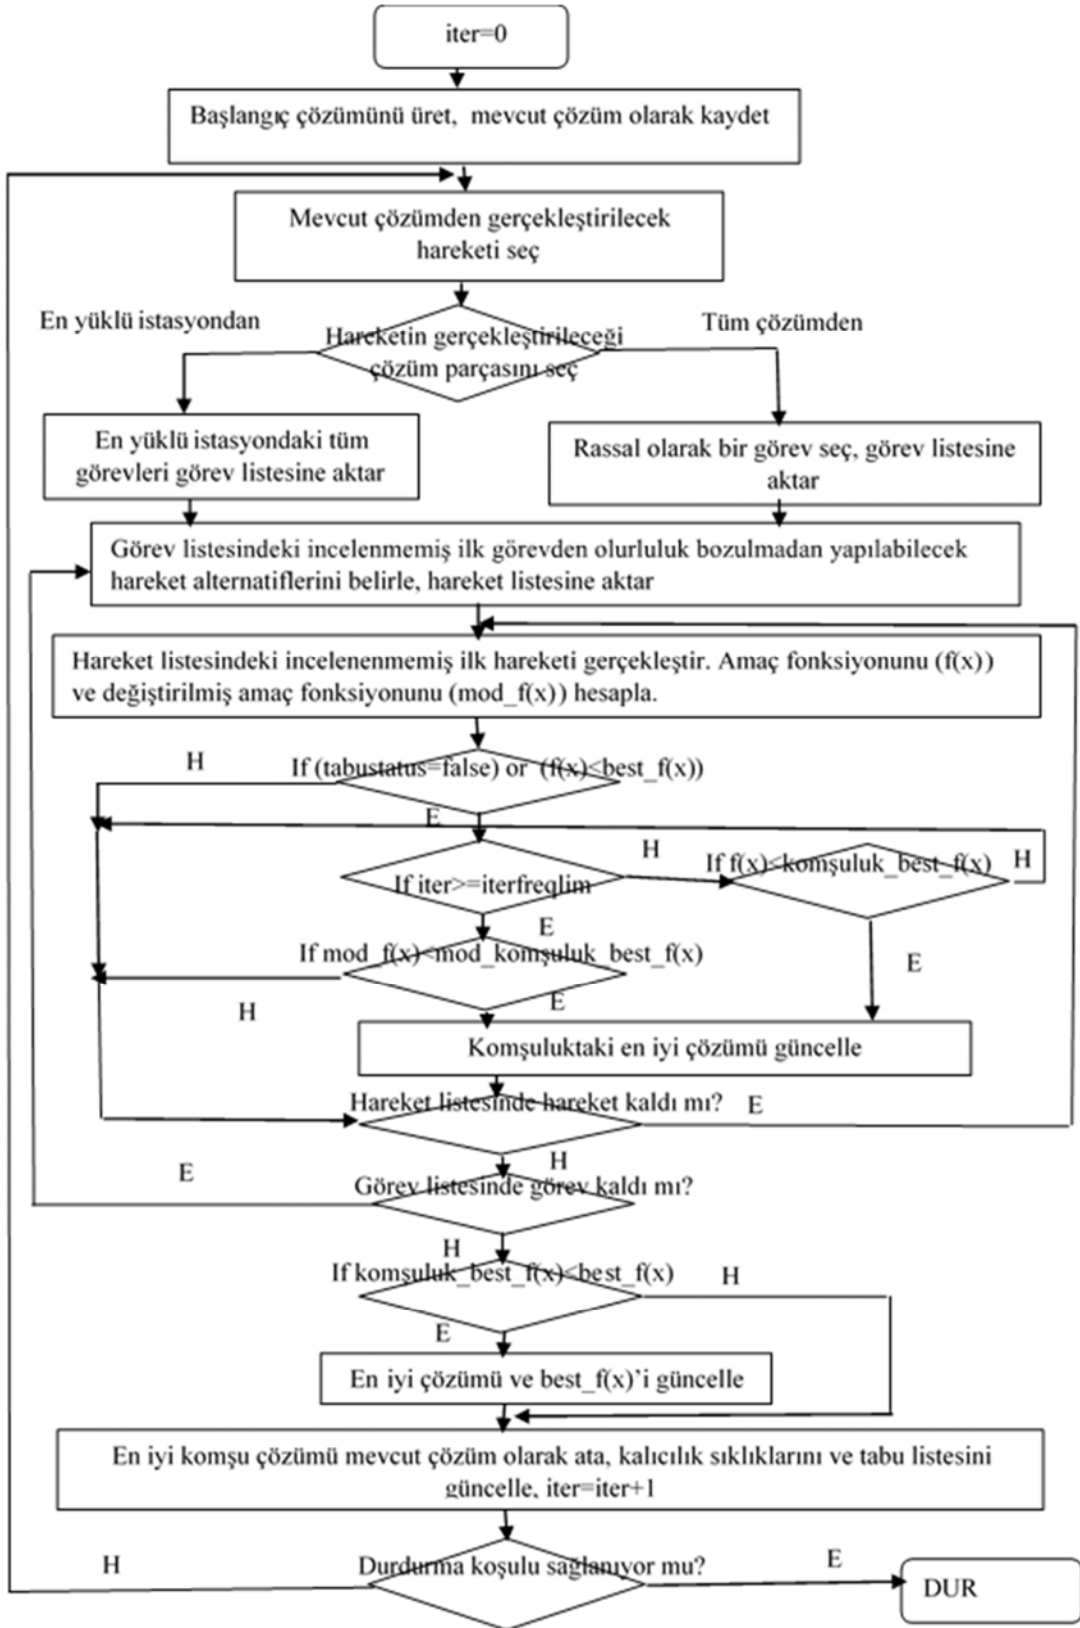 iter=0
Başlangıç çözümünü üret, mevcut çözüm olarak kaydet
Mevcut çözümden gerçekleştirilecek
hareketi seç
En yüklü istasyondan
Hareketin gerçekleştirileceği
çözüm parçasını seç
Tüm çözümden
En yüklü istasyondaki tüm
görevleri görev listesine aktar
Rassal olarak bir görev seç, görev listesine
aktar
Görev listesindeki incelenmemiş ilk görevden olurluluk bozulmadan yapılabilecek
hareket alternatiflerini belirle, hareket listesine aktar
Hareket listesindeki incelenenmemiş ilk hareketi gerçekleştir. Amaç fonksiyonunu (f(x))
ve değiştirilmiş amaç fonksiyonunu (mod_f(x)) hesapla.
H
If (tabustatus=false) or (f(x)<best_f(x))
E
H
If f(x)<komşuluk_best_f(x)
H
If iter>=iterfreqlim
E
If mod_f(x)<mod_komşuluk_best_f(x)
E
H
E
Komşuluktaki en iyi çözümü güncelle
Hareket listesinde hareket kaldı mı?
E
H
E
Görev listesinde görev kaldı mı?
H
If komşuluk_best_f(x)<best_f(x)
H
E
En iyi çözümü ve best_f(x)'i güncelle
En iyi komşu çözümü mevcut çözüm olarak ata, kalıcılık sıklıklarını ve tabu listesini
güncelle, iter=iter+1
H
Durdurma koşulu sağlanıyor mu?
E
DUR